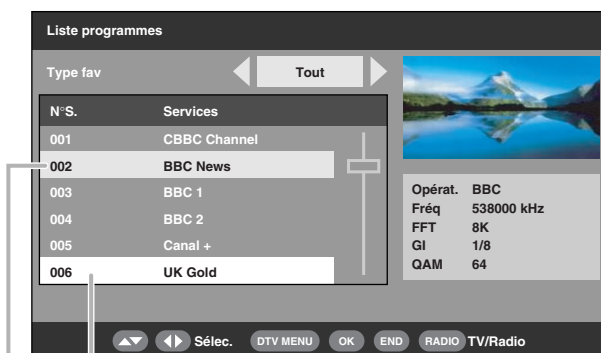 Liste programmes
Type fav Tout
N°S. Services
001 CBBC Channel
002 BBC News
003 BBC 1
004 BBC 2
005 Canal +
006 UK Gold
Opérat. BBC
Fréq 538000 kHz
FFT 8K
GI 1/8
QAM 64
Sélec. DTV MENU OK END RADIO TV/Radio